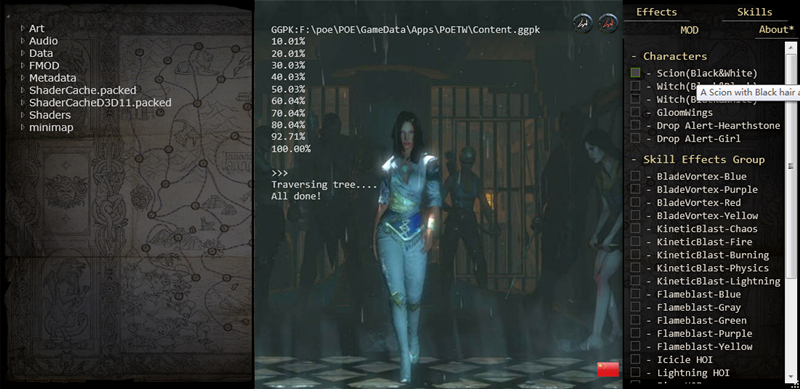 Art
Audio
Data
FMOD
Metadata
ShaderCache.packed
ShaderCacheD3D11.packed
Shaders
minimap
GGPK:F:\poe\POE\GameData\Apps\PoETW\Content.ggpk
10.01%
20.01%
30.03%
40.03%
50.03%
60.04%
70.04%
80.04%
92.71%
100.00%
>>>
Traversing tree....
All done!
Effects Skills
MOD About*
- Characters
- Scion(Black&White)
- Witch(Bl
A Scion with Black hair a
- Witch(
- GloomWings
- Drop Alert-Hearthstone
- Drop Alert-Girl
- Skill Effects Group
- BladeVortex-Blue
- BladeVortex-Purple
- BladeVortex-Red
- BladeVortex-Yellow
- KineticBlast-Chaos
- KineticBlast-Fire
- KineticBlast-Burning
- KineticBlast-Physics
- KineticBlast-Lightning
- Flameblast-Blue
- Flameblast-Gray
- Flameblast-Green
- Flameblast-Purple
- Flameblast-Yellow
- Icicle HOI
- Lightning HOI